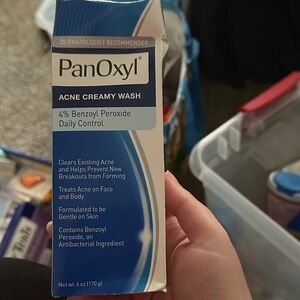 DERMATOLOGIST RECOMMENDED
PanOxyl®
ACNE CREAMY WASH
4% Benzoyl Peroxide
Daily Control
Clears Existing Acne
and Helps Prevent New
Breakouts from Forming
Treats Acne on Face
and Body
Formulated to be
Gentle on Skin
Contains Benzoyl
Peroxide, an
Antibacterial Ingredient
Net wt. 6 oz (170 g)